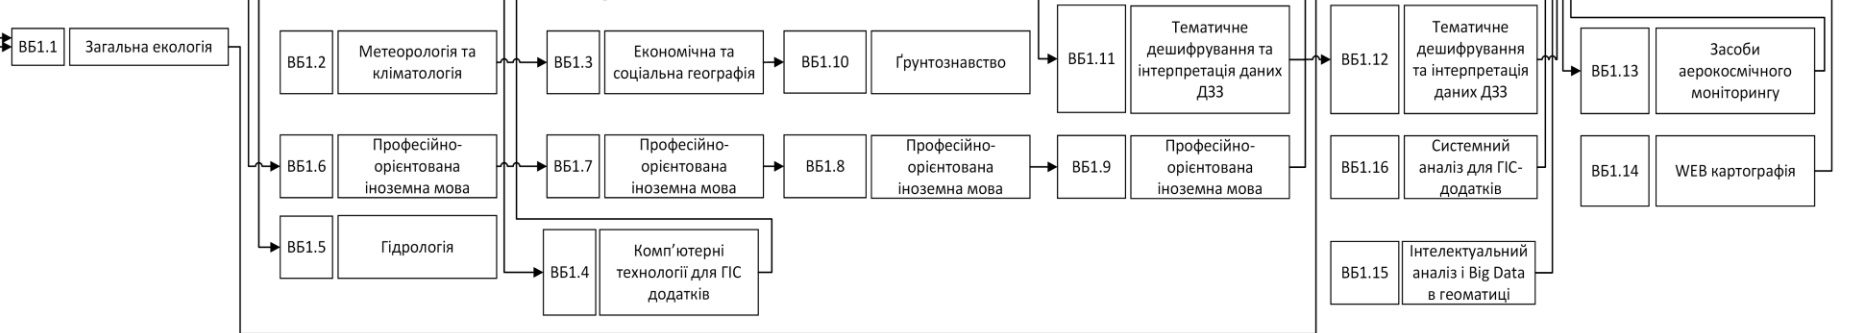 ВБ1.1
Загальна екологія
ВБ1.2
Метеорологія та
кліматологія
ВБ1.3
Економічна та
соціальна географія
ВБ1.10
Ґрунтознавство
ВБ1.11
Тематичне
дешифрування та
інтерпретація даних
ДЗЗ
ВБ1.12
Тематичне
дешифрування
та інтерпретація
даних ДЗЗ
ВБ1.13
Засоби
аерокосмічного
моніторингу
ВБ1.6
Професійно-
орієнтована
іноземна мова
ВБ1.7
Професійно-
орієнтована
іноземна мова
ВБ1.8
Професійно-
орієнтована
іноземна мова
ВБ1.9
Професійно-
орієнтована
іноземна мова
ВБ1.16
Системний
аналіз для ГІС-
додатків
ВБ1.14
WEB картографія
ВБ1.5
Гідрологія
ВБ1.4
Комп’ютерні
технології для ГІС
додатків
ВБ1.15
Інтелектуальний
аналіз і Big Data
в геоматиці